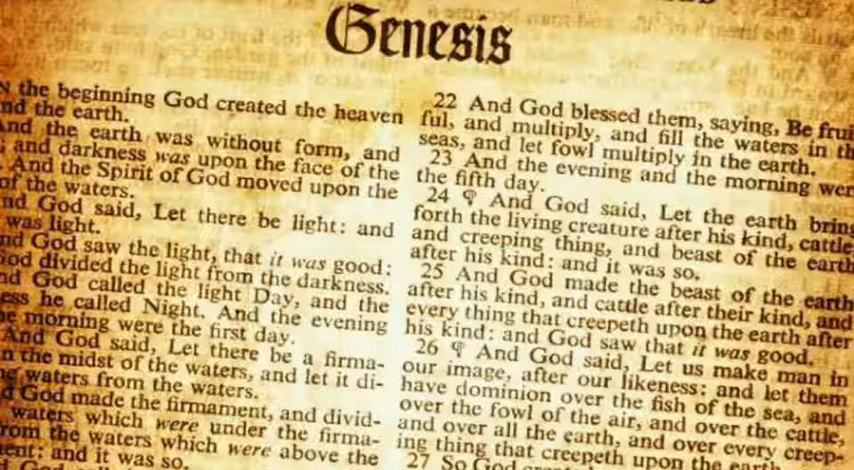 Genesis
the beginning God created the heaven
nd the earth.
And the earth was without form, and
; and darkness was upon the face of the
. And the Spirit of God moved upon the
of the waters.
nd God said, Let there be light: and
was light.
nd God saw the light, that it was good:
God divided the light from the darkness.
nd God called the light Day, and the
ess he called Night. And the evening
he morning were the first day.
And God said, Let there be a firma-
n the midst of the waters, and let it di-
waters from the waters.
d God made the firmament, and divid-
waters which were under the firma-
rom the waters which were above the
ent: and it was so.
22 And God blessed them, saying, Be frui
ful, and multiply, and fill the waters in th
seas, and let fowl multiply in the earth.
23 And the evening and the morning wer
the fifth day.
24 ¶ And God said, Let the earth bring
forth the living creature after his kind, cattle
and creeping thing, and beast of the earth
after his kind: and it was so.
25 And God made the beast of the earth
after his kind, and cattle after their kind, and
every thing that creepeth upon the earth after
his kind: and God saw that it was good.
26 ¶ And God said, Let us make man in
our image, after our likeness: and let them
have dominion over the fish of the sea, and
over the fowl of the air, and over the cattle,
and over all the earth, and over every creep-
ing thing that creepeth upon the earth.
27 So God